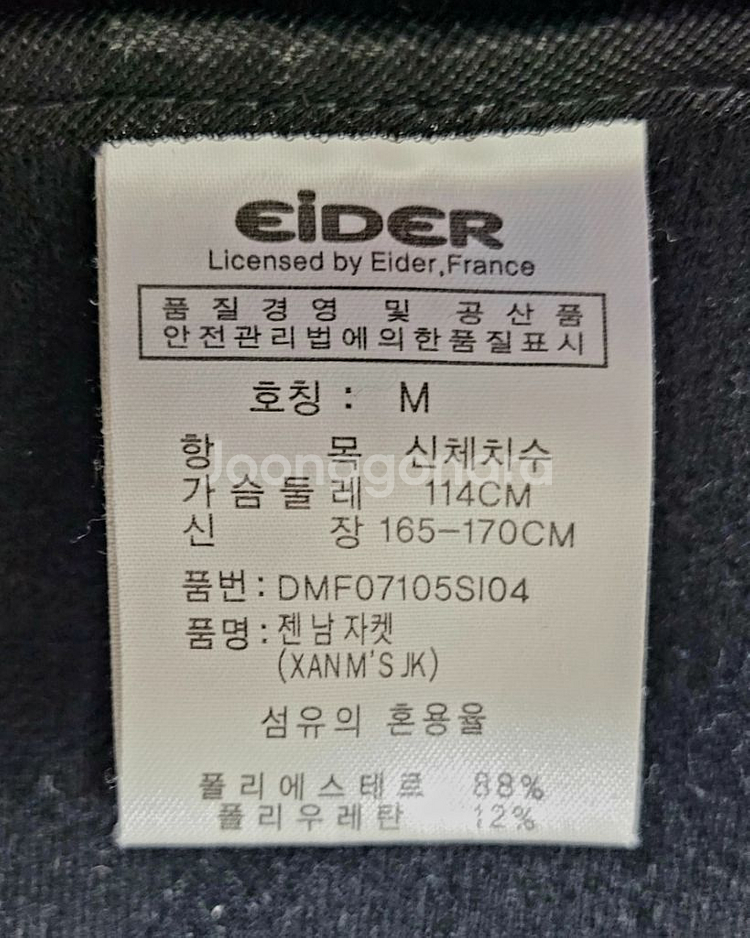 EiDER
Licensed by Eider,France
품 질 경 영 및 공 산 품
안전관리법에의한품질표시
호칭 : M
항 목 신체치수
Joonggonara
가 슴 둘 레 114CM
신 장 165-170CM
품번 : DMF07105SI04
품명 : 젠남자켓
(XAN M'S JK)
섬유의 혼용율
폴리에스테르 88%
폴리우레탄 12%